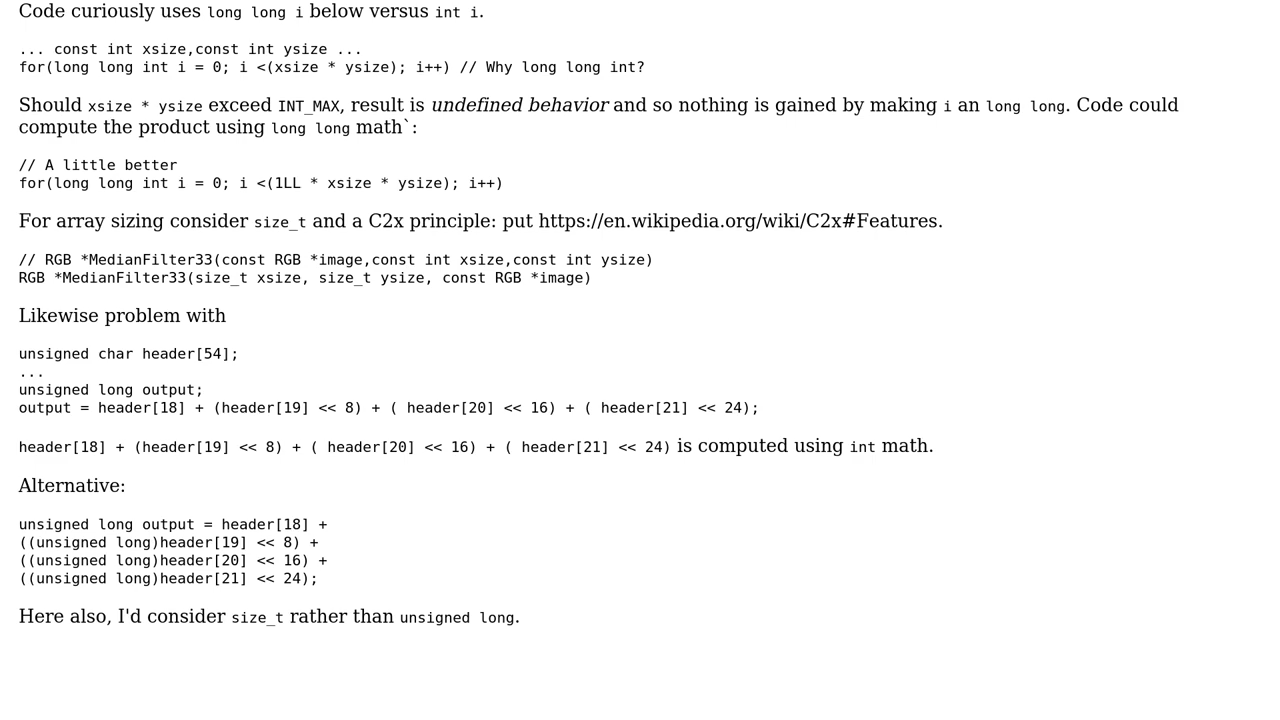 Code curiously uses long long i below versus int i.
... const int xsize,const int ysize ...
for(long long int i = 0; i <(xsize * ysize); i++) // Why long long int?
Should xsize * ysize exceed INT_MAX, result is undefined behavior and so nothing is gained by making i an long long. Code could
compute the product using long long math`:
// A little better
for(long long int i = 0; i <(1LL * xsize * ysize); i++)
For array sizing consider size_t and a C2x principle: put https://en.wikipedia.org/wiki/C2x#Features.
// RGB *MedianFilter33(const RGB *image,const int xsize,const int ysize)
RGB *MedianFilter33(size_t xsize, size_t ysize, const RGB *image)
Likewise problem with
unsigned char header[54];
...
unsigned long output;
output = header[18] + (header[19] << 8) + ( header[20] << 16) + ( header[21] << 24);
header[18] + (header[19] << 8) + ( header[20] << 16) + ( header[21] << 24) is computed using int math.
Alternative:
unsigned long output = header[18] +
((unsigned long)header[19] << 8) +
((unsigned long)header[20] << 16) +
((unsigned long)header[21] << 24);
Here also, I'd consider size_t rather than unsigned long.